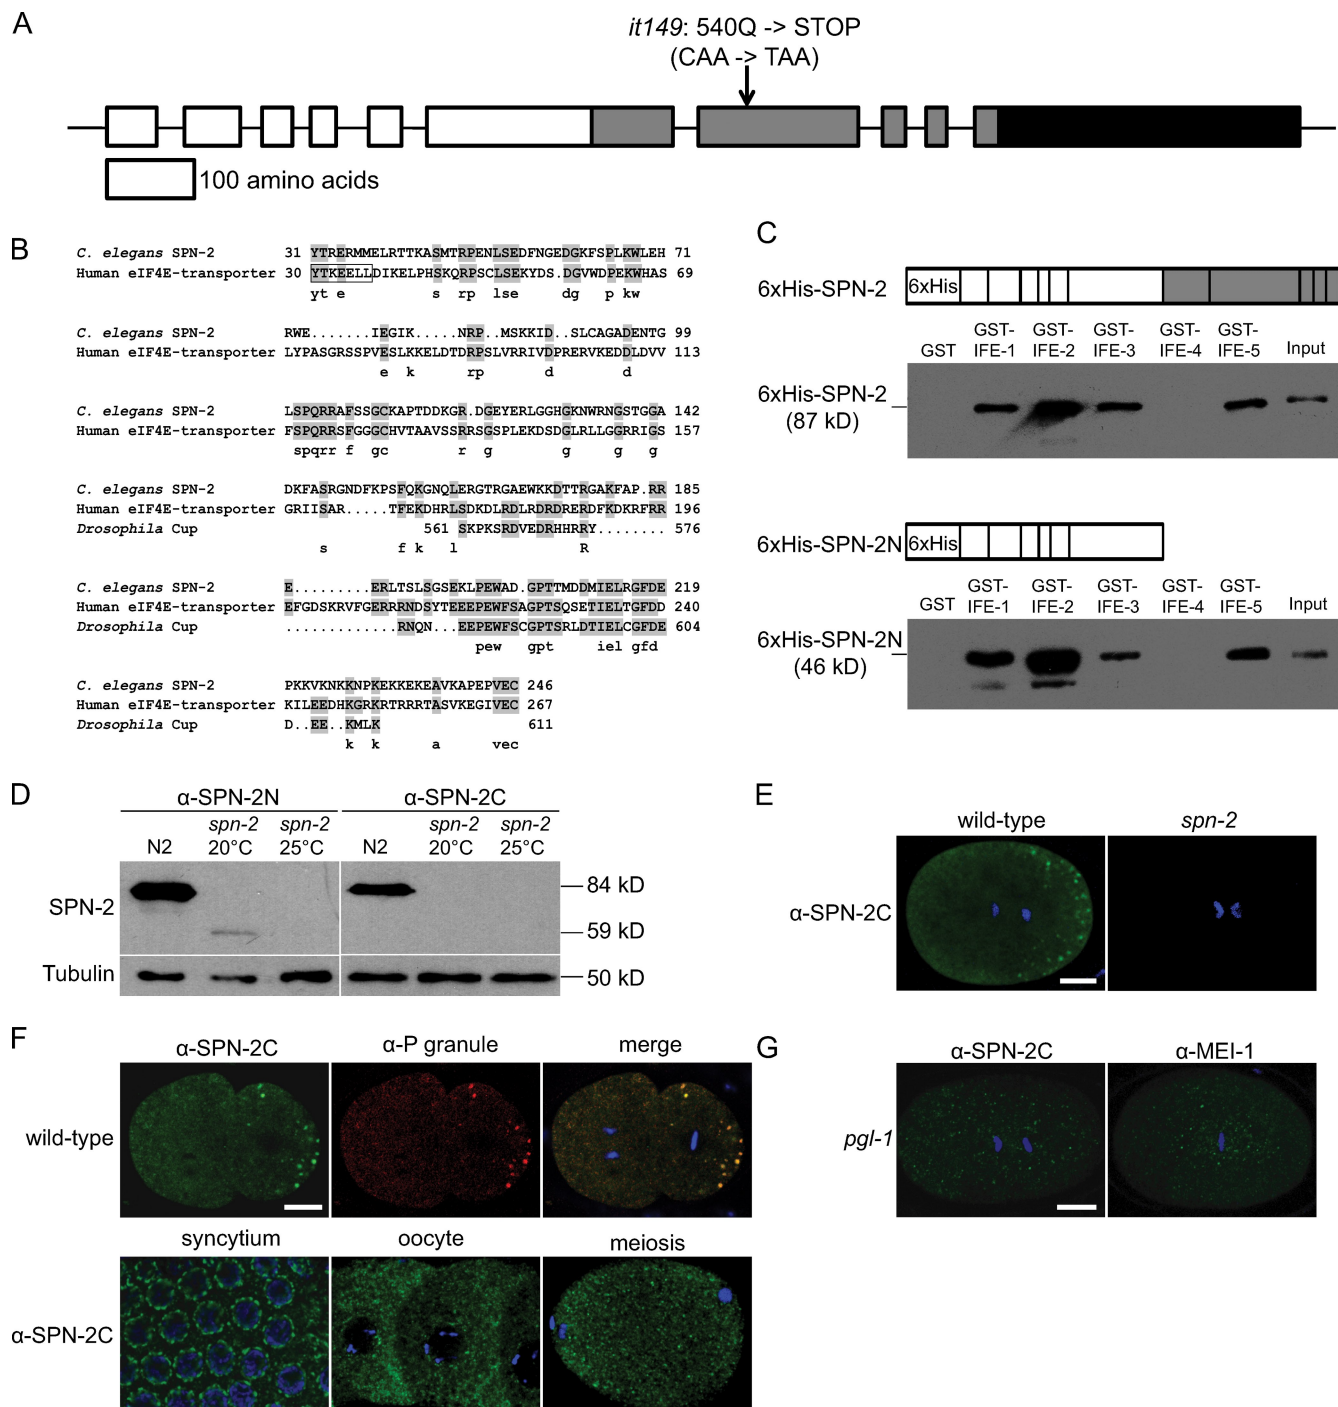 A
it149: 540Q -> STOP
(CAA -> TAA)
100 amino acids
B
C. elegans SPN-2 31 YTRERMMELRTTKASMTRPENLSEDFNGEDGKFSPLKWLEH 71
Human eIF4E-transporter 30 YTKEELLDIKELPHSKQRPSCLSEKYDS.DGVWDPEKWHAS 69
yt e s rp lse dg p kw
C. elegans SPN-2 RWE.......IEGIK.....NRP..MSKKID..SLCAGADENTG 99
Human eIF4E-transporter LYPASGRSSPVESLKKELDTDRPSLVRRIVDPRERVKEDDLDVV 113
e k rp d d
C. elegans SPN-2 LSPQRRAFSSGCKAPTDDKGR.DGEYERLGGHGKNWRNGSTGGA 142
Human eIF4E-transporter FSPQRRSFGGGCHVTAAVSSRRSGSPLEKDSDGLRLLGGRRIGS 157
spqrr f gc r g g g g
C. elegans SPN-2 DKFASRGNDFKPSFQKGNQLERGTRGAEWKKDTTRGAKFAP.RR 185
Human eIF4E-transporter GRIISAR.....TFEKDHRLSDKDLRDLRDRDRERDFKDKRFRR 196
Drosophila Cup 561 SKPKSRDVEDRHHRRY........ 576
s f k l R
C. elegans SPN-2 E.........ERLTSLSGSEKLPEWAD.GPTTMDDMIELRGFDE 219
Human eIF4E-transporter EFGDSKRVFGERRRNDSYTEEEPEWFSAGPTSQSETIELTGFDD 240
Drosophila Cup .............RNQN...EEPEWFSCGPTSRLDTIELCGFDE 604
pew gpt iel gfd
C. elegans SPN-2 PKKVKNKKNPKEKKEKEAVKAPEPVEC 246
Human eIF4E-transporter KILEEDHKGRKRTRRRTASVKEGIVEC 267
Drosophila Cup D..EE..KMLK 611
k k a vec
C
6xHis-SPN-2 6xHis
GST GST-IFE-1 GST-IFE-2 GST-IFE-3 GST-IFE-4 GST-IFE-5 Input
6xHis-SPN-2
(87 kD)
6xHis-SPN-2N 6xHis
GST GST-IFE-1 GST-IFE-2 GST-IFE-3 GST-IFE-4 GST-IFE-5 Input
6xHis-SPN-2N
(46 kD)
D
α-SPN-2N α-SPN-2C
N2 spn-2 20°C spn-2 25°C N2 spn-2 20°C spn-2 25°C
SPN-2
84 kD
59 kD
Tubulin
50 kD
E
wild-type spn-2
α-SPN-2C
F
α-SPN-2C α-P granule merge
wild-type
syncytium oocyte meiosis
α-SPN-2C
G
α-SPN-2C α-MEI-1
pgl-1